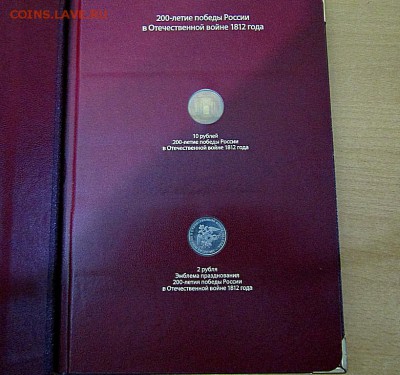 COINS.LAVE.RU
200-летие победы России
в Отечественной войне 1812 года
10 рублей
200-летие победы России
в Отечественной войне 1812 года
2 рубля
Эмблема празднования
200-летия победы России
в Отечественной войне 1812 года